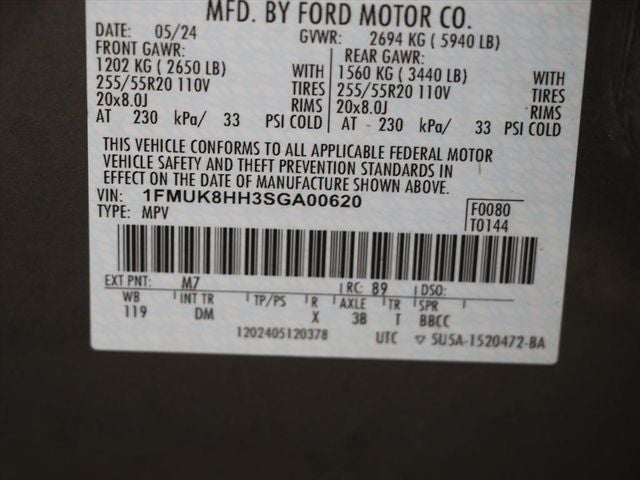 MFD. BY FORD MOTOR CO.
DATE: 05/24 GVWR: 2694 KG ( 5940 LB)
FRONT GAWR: REAR GAWR:
1202 KG ( 2650 LB) WITH 1560 KG ( 3440 LB) WITH
255/55R20 110V TIRES 255/55R20 110V TIRES
20x8.0J RIMS 20x8.0J RIMS
AT 230 kPa/ 33 PSI COLD AT - 230 kPa/ 33 PSI COLD
THIS VEHICLE CONFORMS TO ALL APPLICABLE FEDERAL MOTOR
VEHICLE SAFETY AND THEFT PREVENTION STANDARDS IN
EFFECT ON THE DATE OF MANUFACTURE SHOWN ABOVE.
VIN: 1FMUK8HH3SGA00620
TYPE: MPV
F0080
T0144
EXT PNT: M7 RC: 89 DSO:
WB INT TR TP/PS R AXLE TR SPR
119 DM X 3B T BBCC
1202405120378 UTC ▽ 5U5A-1520472-BA